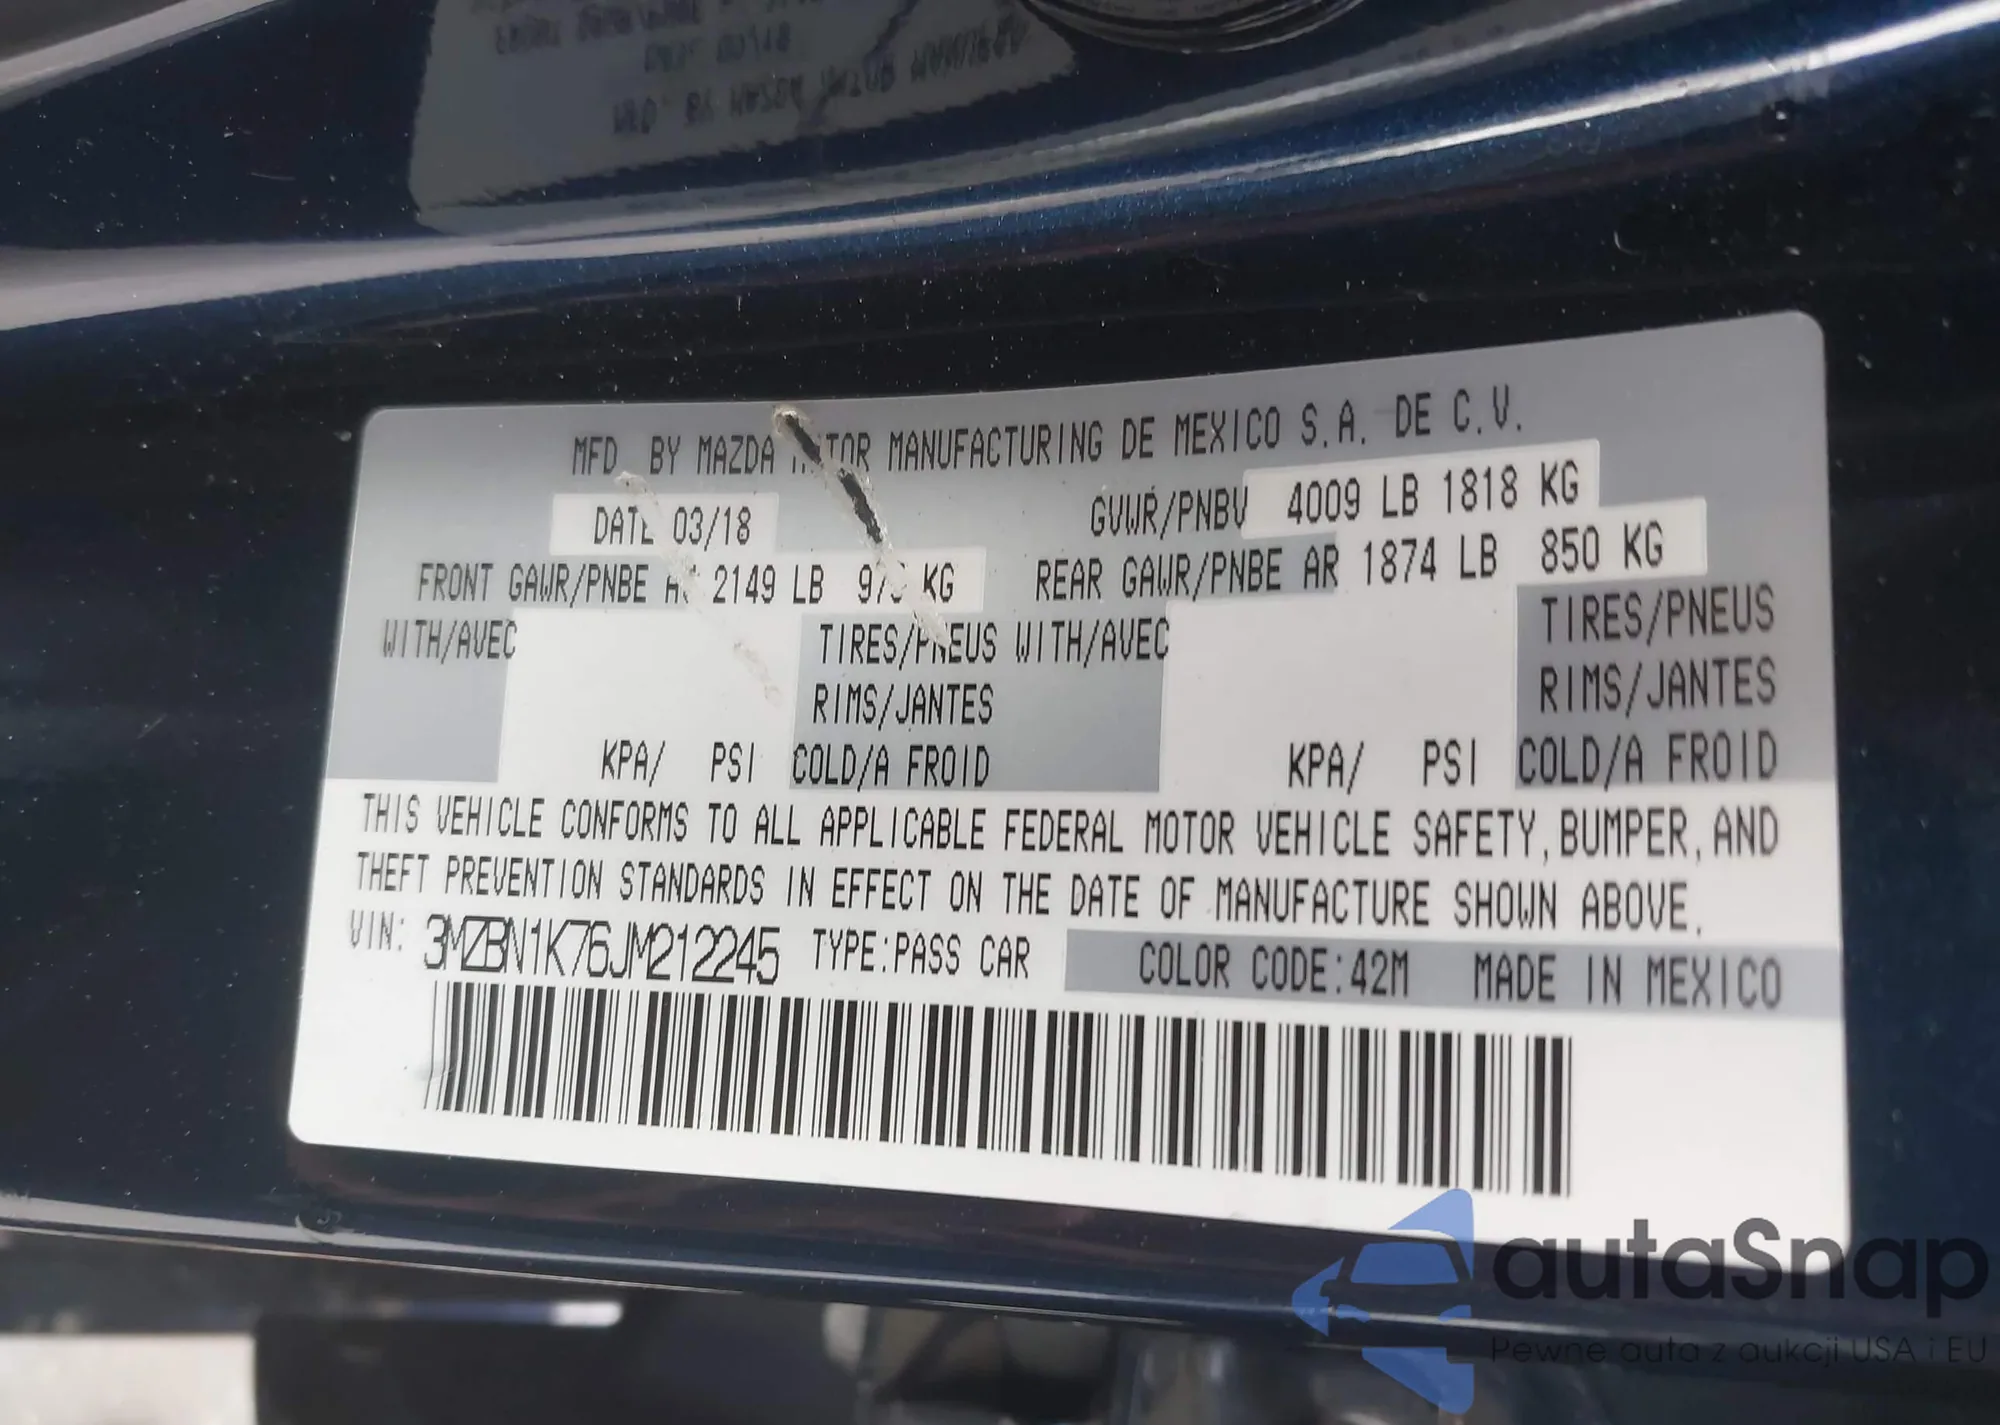 MFD. BY MAZDA MOTOR MANUFACTURING DE MEXICO S.A. DE C.V.
DATE 03/18 GVWR/PNBV 4009 LB 1818 KG
FRONT GAWR/PNBE 2149 LB KG REAR GAWR/PNBE AR 1874 LB 850 KG
WITH/AVEC TIRES/PNEUS WITH/AVEC TIRES/PNEUS
RIMS/JANTES RIMS/JANTES
KPA/ PSI COLD/A FROID KPA/ PSI COLD/A FROID
THIS VEHICLE CONFORMS TO ALL APPLICABLE FEDERAL MOTOR VEHICLE SAFETY, BUMPER, AND
THEFT PREVENTION STANDARDS IN EFFECT ON THE DATE OF MANUFACTURE SHOWN ABOVE.
VIN: 3MZBN1K76JM212245 TYPE:PASS CAR COLOR CODE:42M MADE IN MEXICO
autaSnap
Pewne auta z aukcji USA i EU